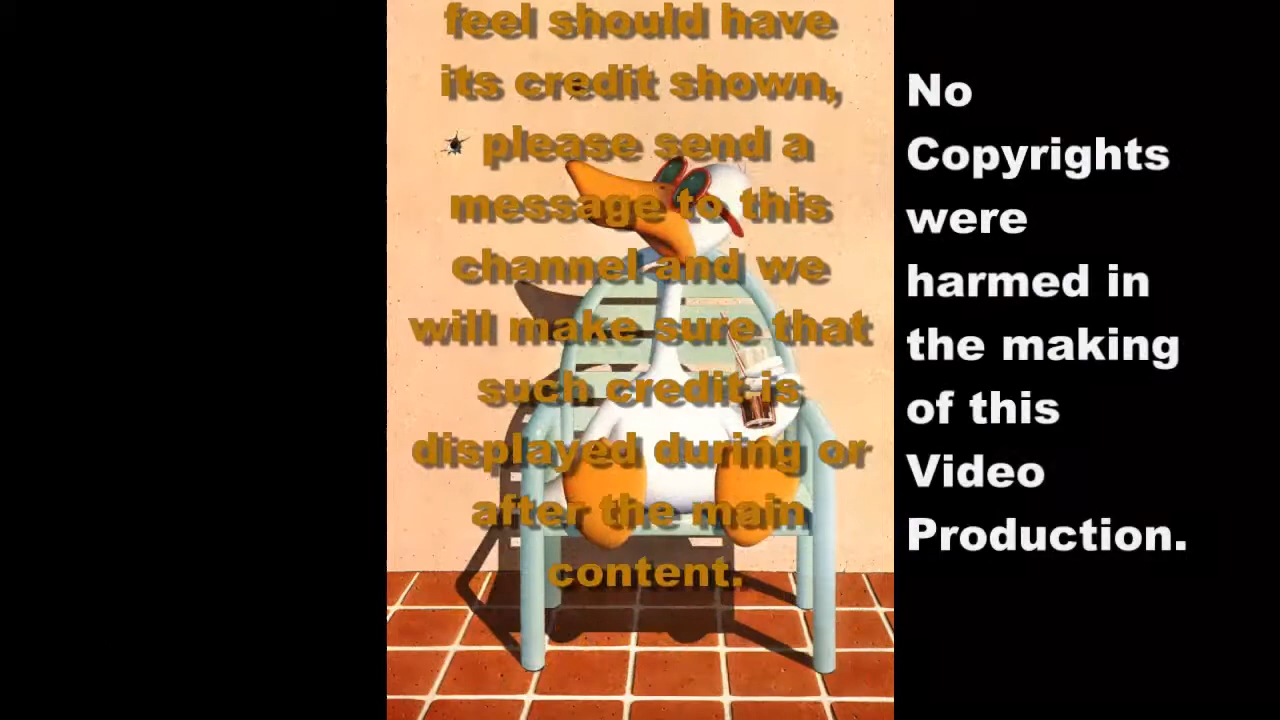 feel should have
its credit shown,
please send a
message to this
channel and we
will make sure that
such credit is
displayed during or
after the main
content.
No
Copyrights
were
harmed in
the making
of this
Video
Production.